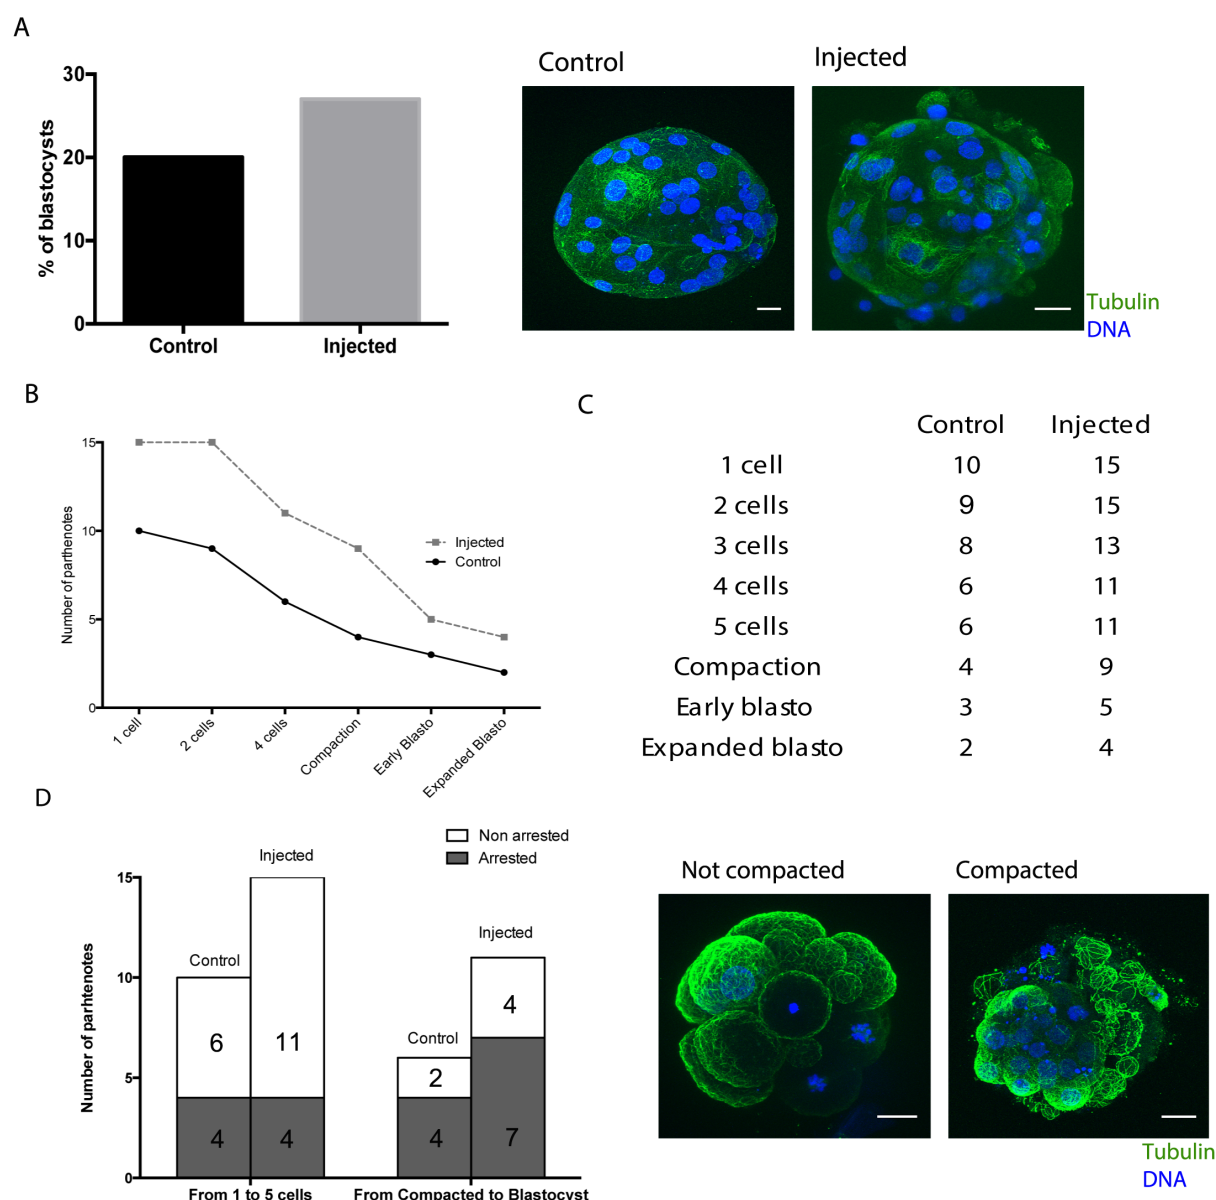 A
Control
Injected
30
20
10
0
% of blastocysts
Control
Injected
Tubulin
DNA
B
15
10
5
0
Number of parthenotes
Injected
Control
1 cell
2 cells
4 cells
Compaction
Early Blasto
Expanded Blasto
C
Control Injected
1 cell 10 15
2 cells 9 15
3 cells 8 13
4 cells 6 11
5 cells 6 11
Compaction 4 9
Early blasto 3 5
Expanded blasto 2 4
D
Non arrested
Arrested
15
10
5
0
Number of parhtenotes
Control
Injected
6
11
4
4
Control
Injected
2
4
4
7
From 1 to 5 cells
From Compacted to Blastocyst
Not compacted
Compacted
Tubulin
DNA